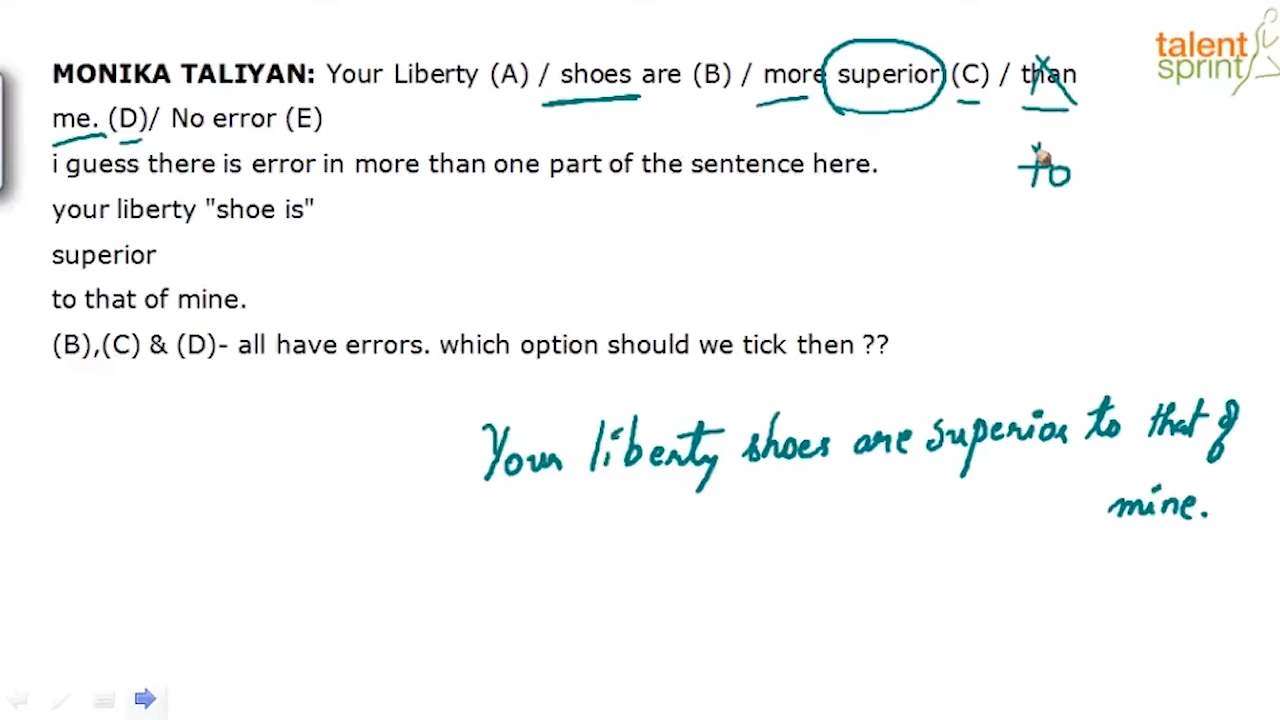 talent
sprint
MONIKA TALIYAN: Your Liberty (A) / shoes are (B) / more superior (C) / than
me. (D)/ No error (E)
to
i guess there is error in more than one part of the sentence here.
your liberty "shoe is"
superior
to that of mine.
(B),(C) & (D)- all have errors. which option should we tick then ??
Your liberty shoes are superior to that of
mine.